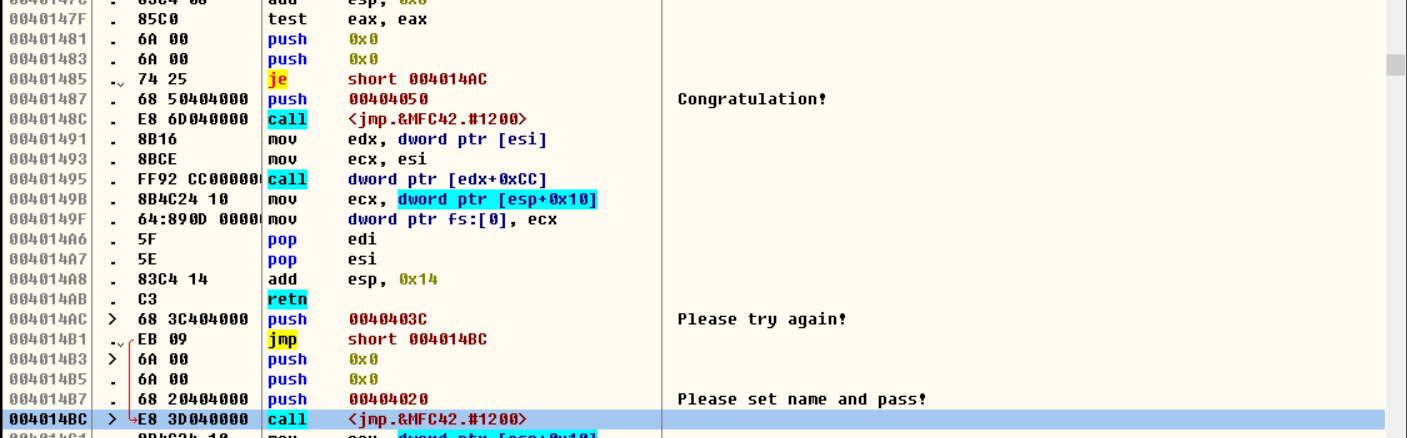 0040147F . 85C0 test eax, eax
00401481 . 6A 00 push 0x0
00401483 . 6A 00 push 0x0
00401485 . 74 25 je short 004014AC
00401487 . 68 50404000 push 00404050 Congratulation!
0040148C . E8 6D040000 call <jmp.&MFC42.#1200>
00401491 . 8B16 mov edx, dword ptr [esi]
00401493 . 8BCE mov ecx, esi
00401495 . FF92 CC00000 call dword ptr [edx+0xCC]
0040149B . 8B4C24 10 mov ecx, dword ptr [esp+0x10]
0040149F . 64:890D 0000 mov dword ptr fs:[0], ecx
004014A6 . 5F pop edi
004014A7 . 5E pop esi
004014A8 . 83C4 14 add esp, 0x14
004014AB . C3 retn
004014AC > 68 3C404000 push 0040403C Please try again!
004014B1 . EB 09 jmp short 004014BC
004014B3 > 6A 00 push 0x0
004014B5 . 6A 00 push 0x0
004014B7 . 68 20404000 push 00404020 Please set name and pass!
004014BC > E8 3D040000 call <jmp.&MFC42.#1200>